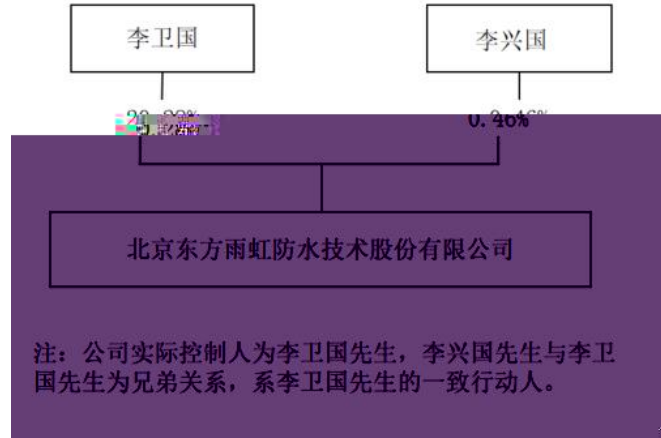 李卫国
李兴国
0.46%
北京东方雨虹防水技术股份有限公司
注：公司实际控制人为李卫国先生，李兴国先生与李卫
国先生为兄弟关系，系李卫国先生的一致行动人。